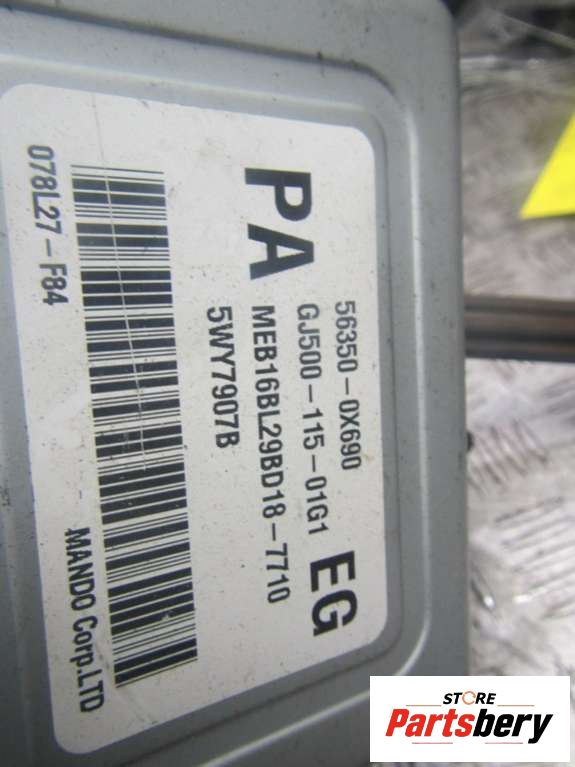 56350-0X690
PA
GJ500-115-01G1
EG
MEB16BL29BD18-7710
5WY7907B
078L27-F84
MANDO Corp.LTD
STORE
Partsbery